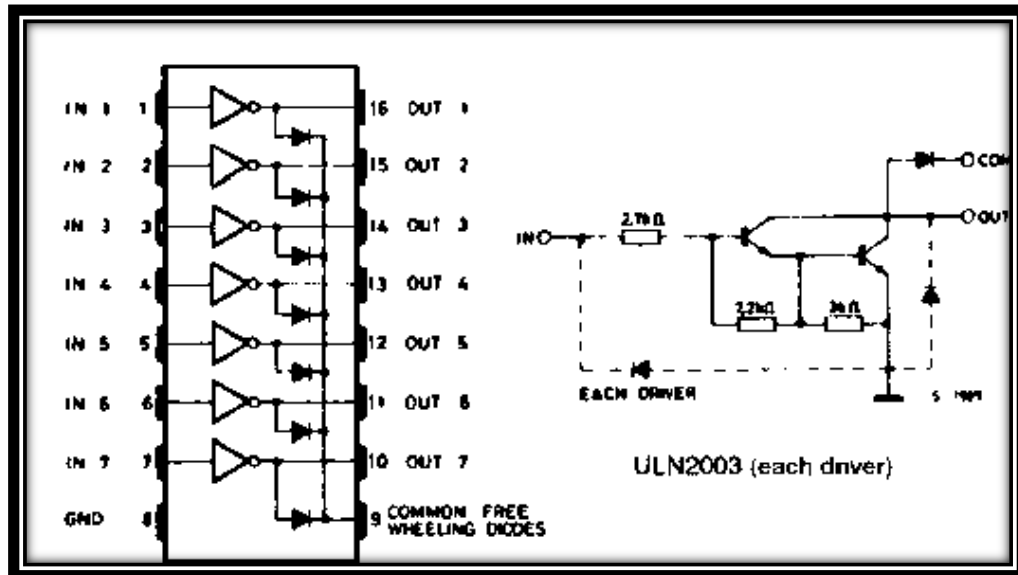 IN 1 1 16 OUT 1
IN 2 2 15 OUT 2
IN 3 3 14 OUT 3
IN 4 4 13 OUT 4
IN 5 5 12 OUT 5
IN 6 6 11 OUT 6
IN 7 7 10 OUT 7
GND 8 9 COMMON FREE
WHEELING DIODES
COM
OUT
IN
2.7kΩ
EACH DRIVER
ULN2003 (each driver)